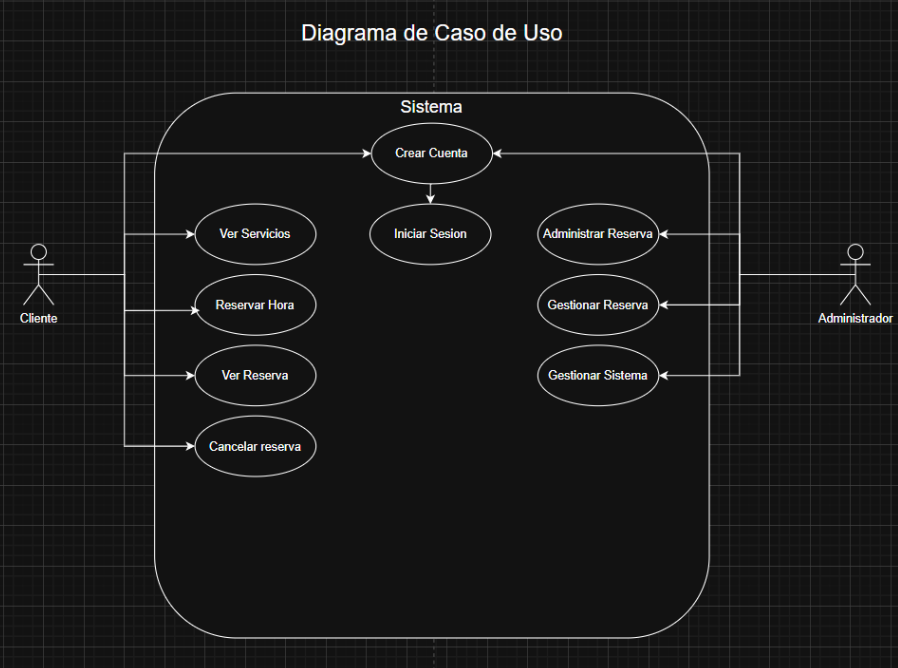 Diagrama de Caso de Uso
Sistema
Crear Cuenta
Ver Servicios
Iniciar Sesion
Administrar Reserva
Reservar Hora
Gestionar Reserva
Cliente
Administrador
Ver Reserva
Gestionar Sistema
Cancelar reserva